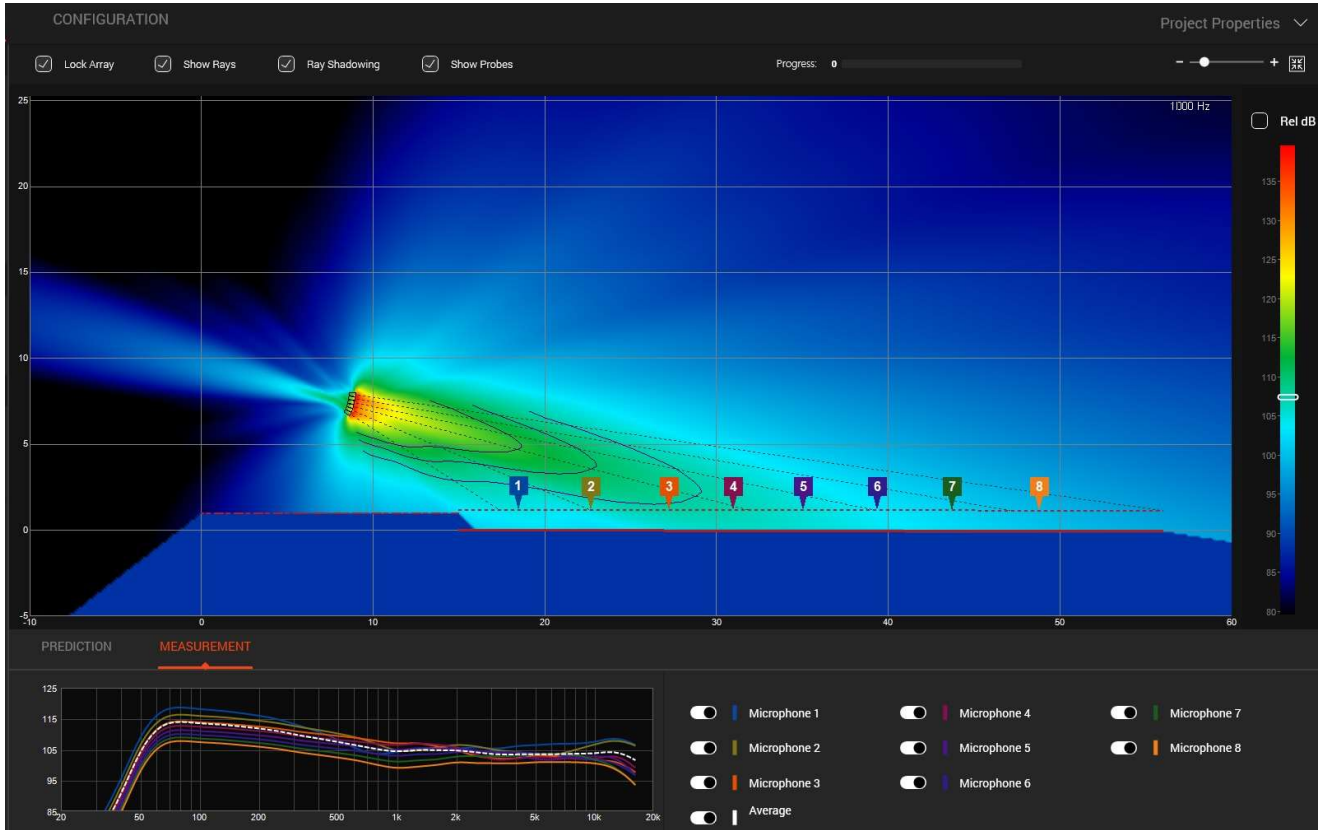 CONFIGURATION
Project Properties
Lock Array
Show Rays
Ray Shadowing
Show Probes
Progress: 0
- +
25
1000 Hz
Rel dB
135-
20
130-
125-
15
120-
115-
10
110-
105-
5
1 2 3 4 5 6 7 8
100-
95-
0
90-
85-
-5
80-
-10 0 10 20 30 40 50 60
PREDICTION MEASUREMENT
125
115
105
95
85
20 50 100 200 500 1k 2k 5k 10k 20k
Microphone 1 Microphone 4 Microphone 7
Microphone 2 Microphone 5 Microphone 8
Microphone 3 Microphone 6
Average